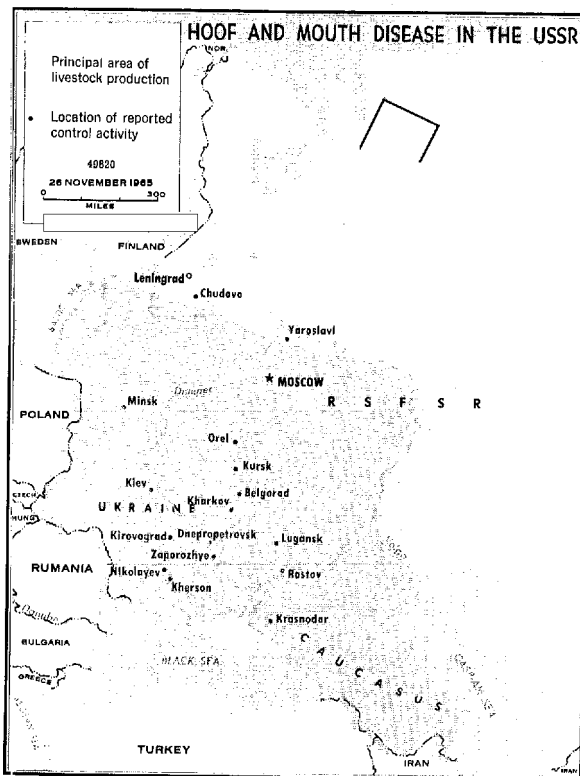 HOOF AND MOUTH DISEASE IN THE USSR
Principal area of
livestock production
Location of reported
control activity
49820
26 NOVEMBER 1965
0 300
MILES
NOR.
SWEDEN
FINLAND
Leningrad
Chudovo
Yaroslavl
MOSCOW
Dnieper
Minsk
POLAND
R S F S R
Orel
Kursk
Kiev
Belgorad
CZECH
UKRAINE
Kharkov
HUNG
Kirovograd
Dnepropetrovsk
Lugansk
Zaporozhye
RUMANIA
Nikolayev
Rostov
Kherson
Danube
Krasnodar
BULGARIA
BLACK SEA
CAUCASUS
CASPIAN SEA
GREECE
TURKEY
IRAN
IRAN